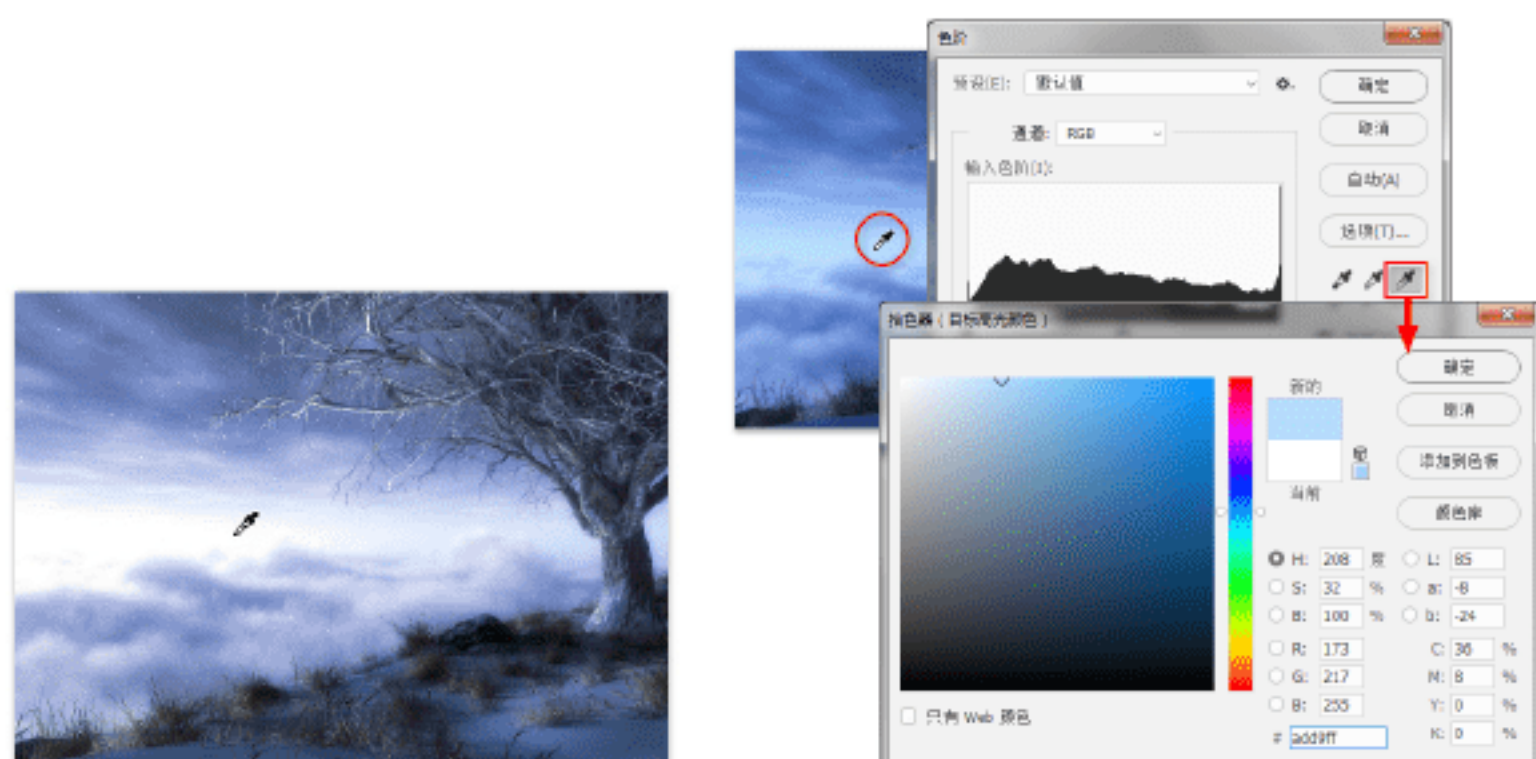 色阶
预设(E): 默认值
确定
取消
通道: RGB
输入色阶(I):
自动(A)
选项(T)...
拾色器 ( 目标高光颜色 )
新的
当前
确定
取消
添加到色板
颜色库
H: 208 度 L: 85
S: 32 % a: -8
B: 100 % b: -24
R: 173 C: 36 %
G: 217 M: 8 %
B: 255 Y: 0 %
# add9ff K: 0 %
只有 Web 颜色